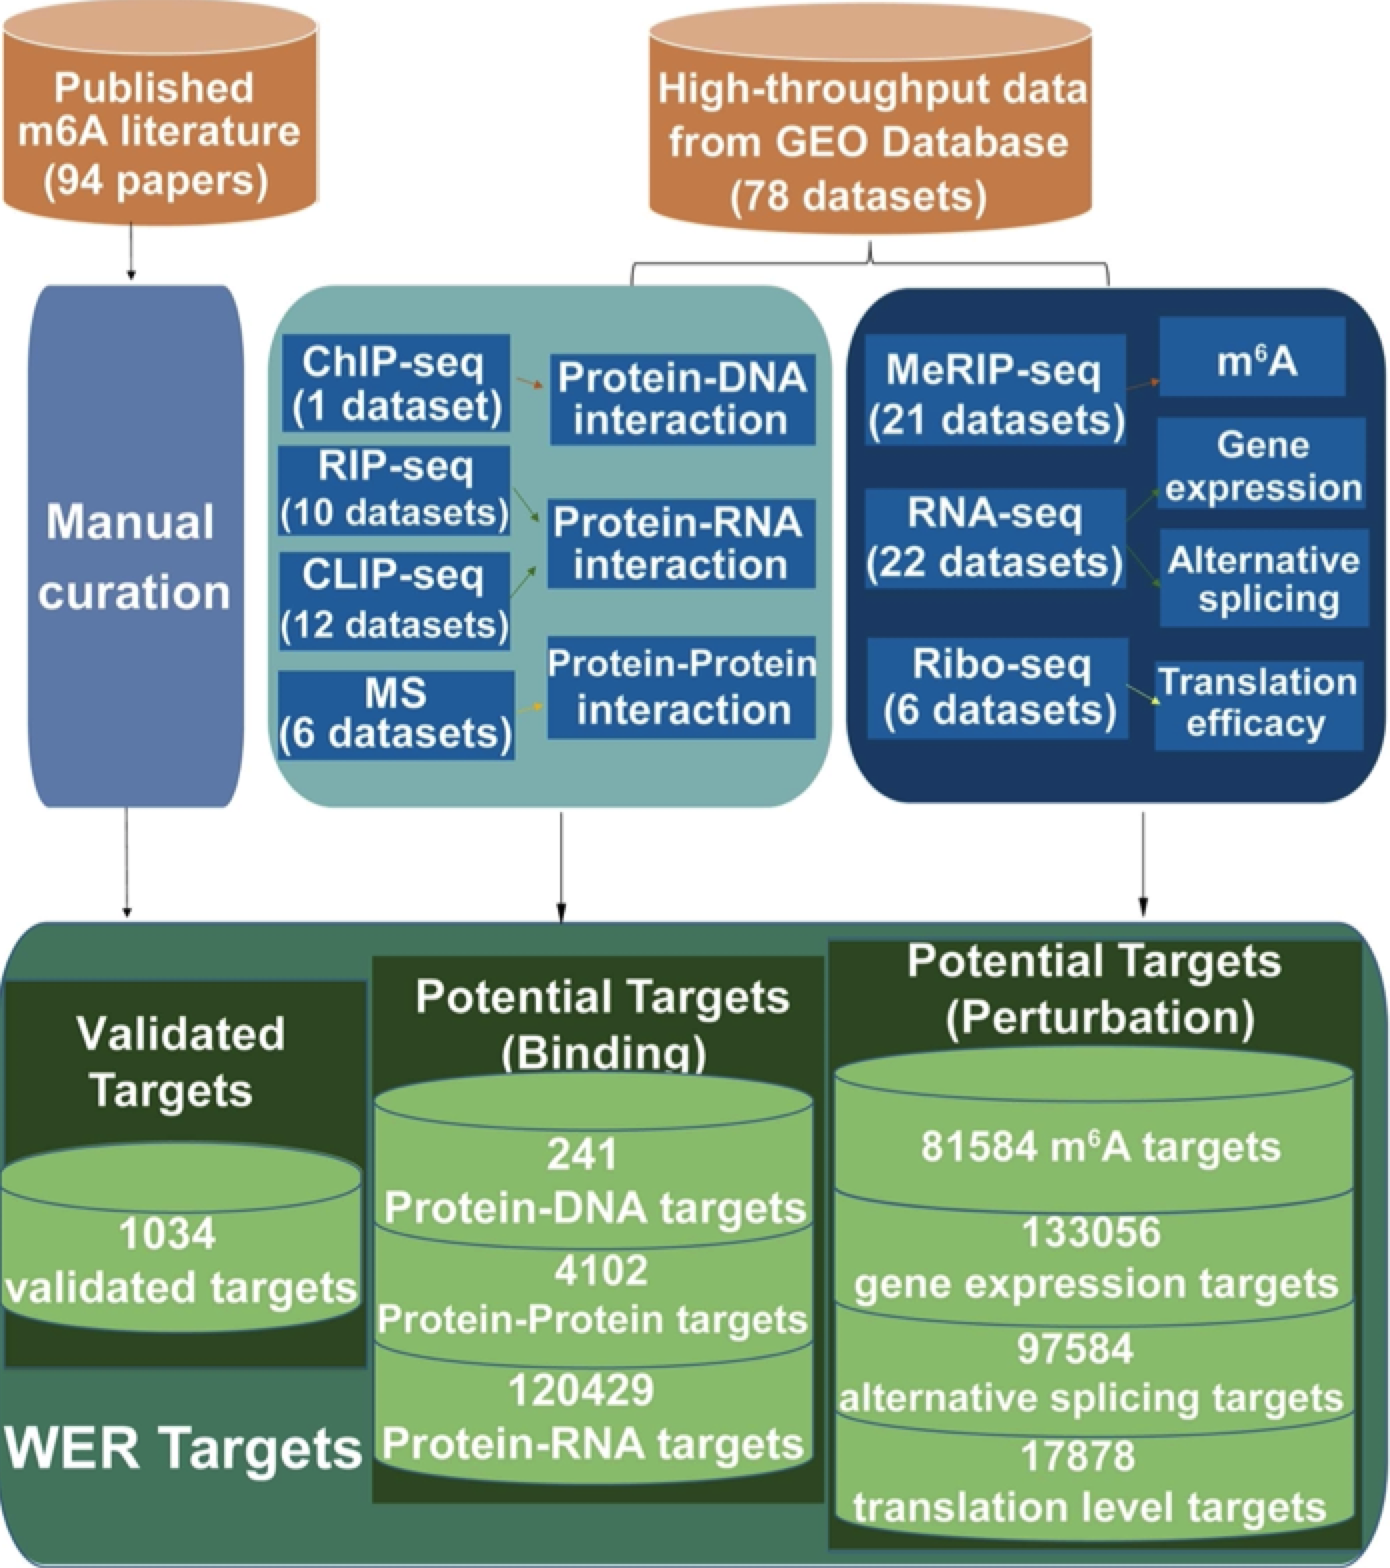 Published
m6A literature
(94 papers)
High-throughput data
from GEO Database
(78 datasets)
Manual
curation
ChIP-seq
(1 dataset)
Protein-DNA
interaction
RIP-seq
(10 datasets)
CLIP-seq
(12 datasets)
Protein-RNA
interaction
MS
(6 datasets)
Protein-Protein
interaction
MeRIP-seq
(21 datasets)
m⁶A
RNA-seq
(22 datasets)
Gene
expression
Alternative
splicing
Ribo-seq
(6 datasets)
Translation
efficacy
Validated
Targets
1034
validated targets
WER Targets
Potential Targets
(Binding)
241
Protein-DNA targets
4102
Protein-Protein targets
120429
Protein-RNA targets
Potential Targets
(Perturbation)
81584 m⁶A targets
133056
gene expression targets
97584
alternative splicing targets
17878
translation level targets